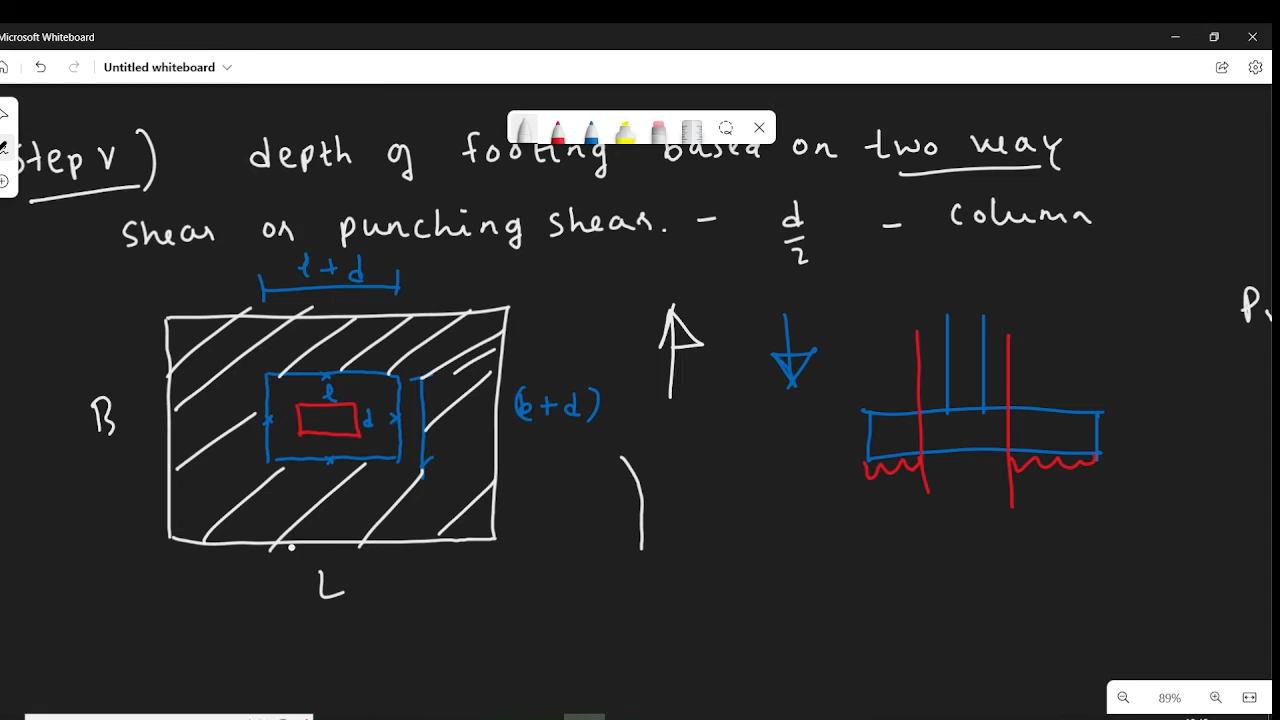 Microsoft Whiteboard
Untitled whiteboard
Step v) depth of footing based on two way
shear or punching shear. - d/2 - column
l + d
P
l
d
B
(b+d)
L
89%